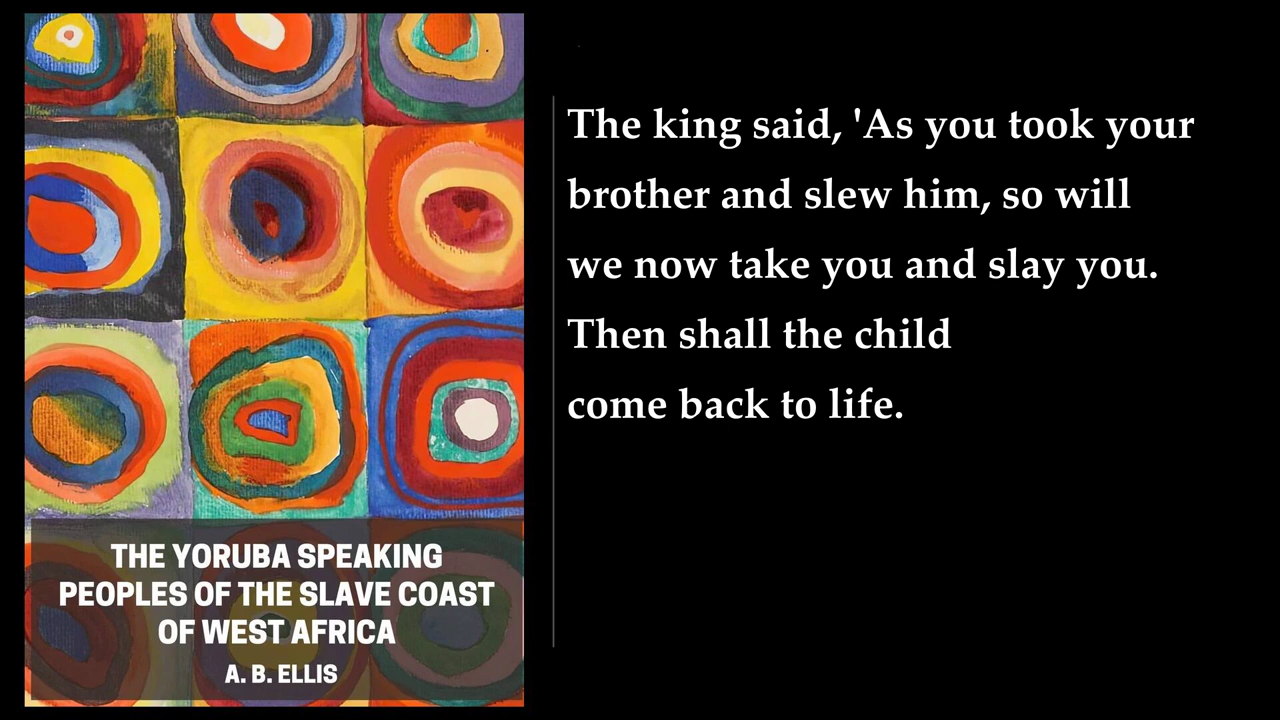 The king said, 'As you took your
brother and slew him, so will
we now take you and slay you.
Then shall the child
come back to life.
THE YORUBA SPEAKING
PEOPLES OF THE SLAVE COAST
OF WEST AFRICA
A. B. ELLIS